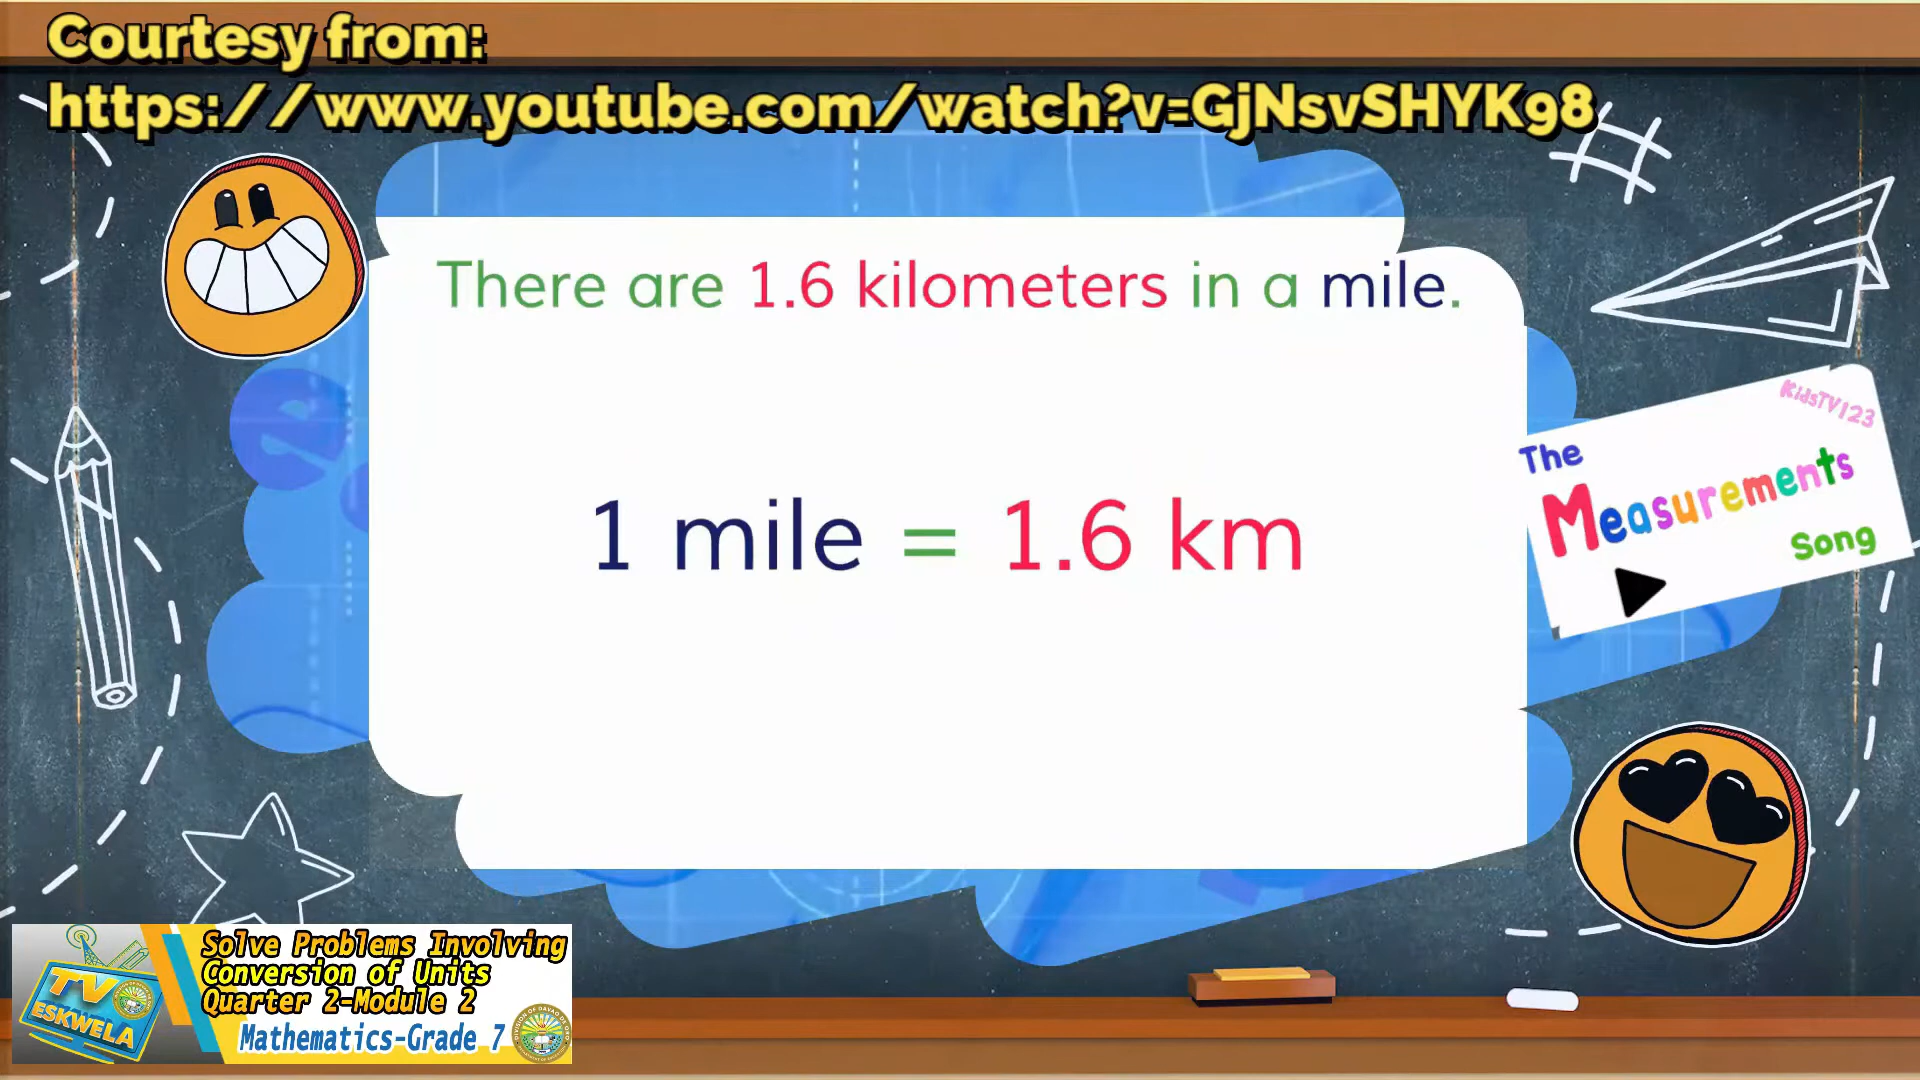 Courtesy from:
https://www.youtube.com/watch?v=GjNsvSHYK98
There are 1.6 kilometers in a mile.
1 mile = 1.6 km
KidsTV123
The
Measurements
Song
TV
ESKWELA
Solve Problems Involving
Conversion of Units
Quarter 2-Module 2
Mathematics-Grade 7